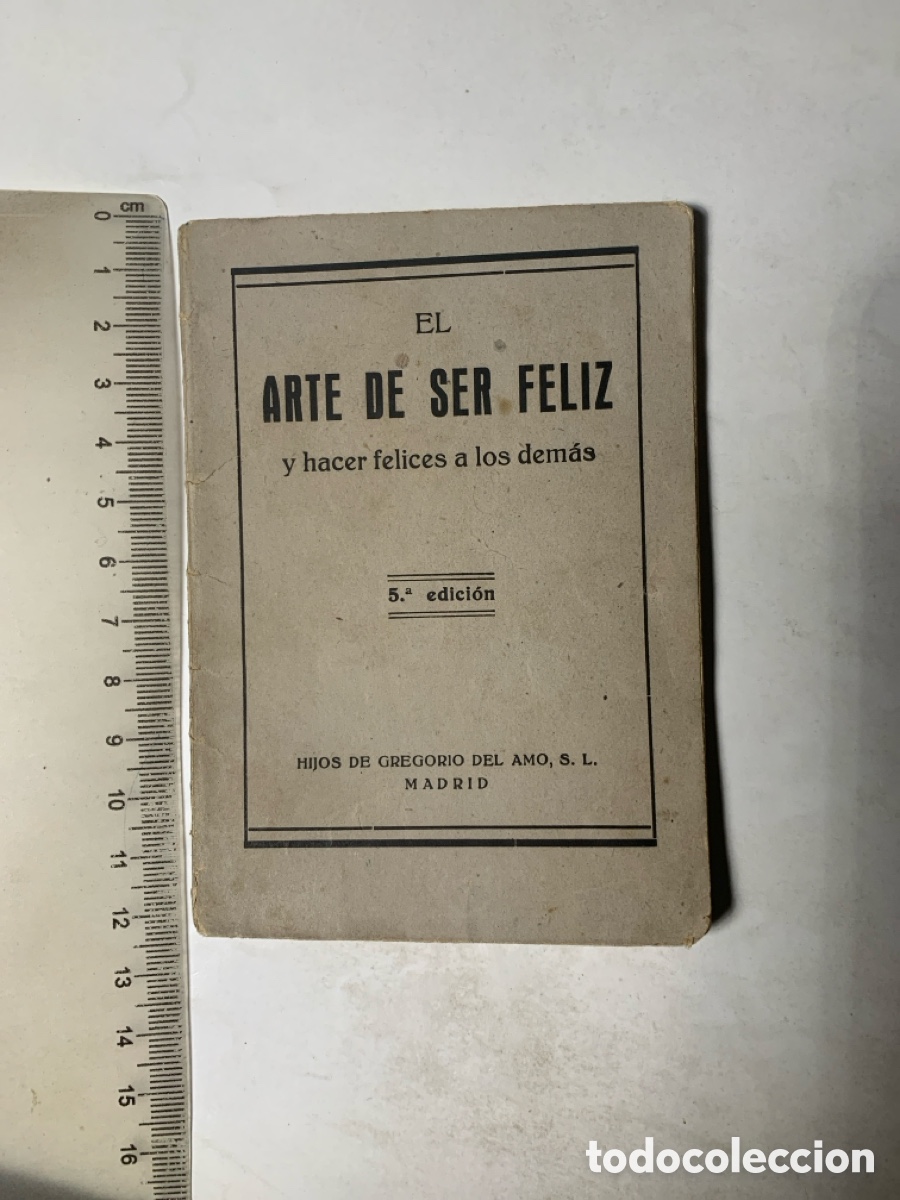 cm
0
1
2
3
4
5
6
7
8
9
10
11
12
13
14
15
16
EL
ARTE DE SER FELIZ
y hacer felices a los demás
5.ª edición
HIJOS DE GREGORIO DEL AMO, S. L.
MADRID
todocoleccion